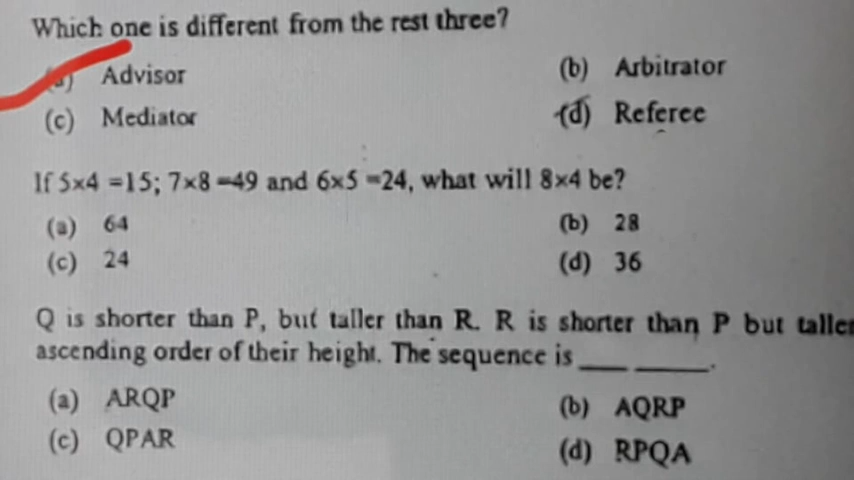 Which one is different from the rest three?
(a) Advisor (b) Arbitrator
(c) Mediator (d) Referee
If 5×4 =15; 7×8 =49 and 6×5 =24, what will 8×4 be?
(a) 64 (b) 28
(c) 24 (d) 36
Q is shorter than P, but taller than R. R is shorter than P but taller
ascending order of their height. The sequence is ___ ____.
(a) ARQP (b) AQRP
(c) QPAR (d) RPQA